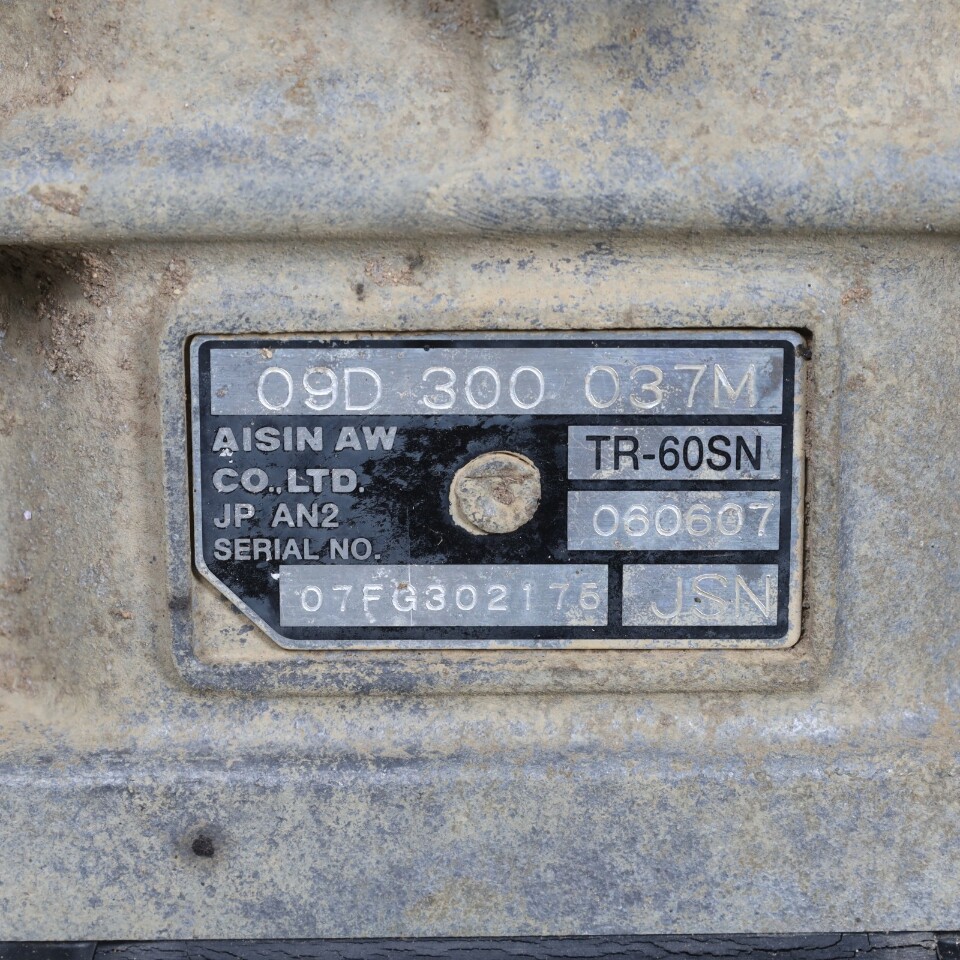 09D 300 037M
AISIN AW
CO.,LTD.
TR-60SN
JP AN2
060607
SERIAL NO.
07FG302175
JSN